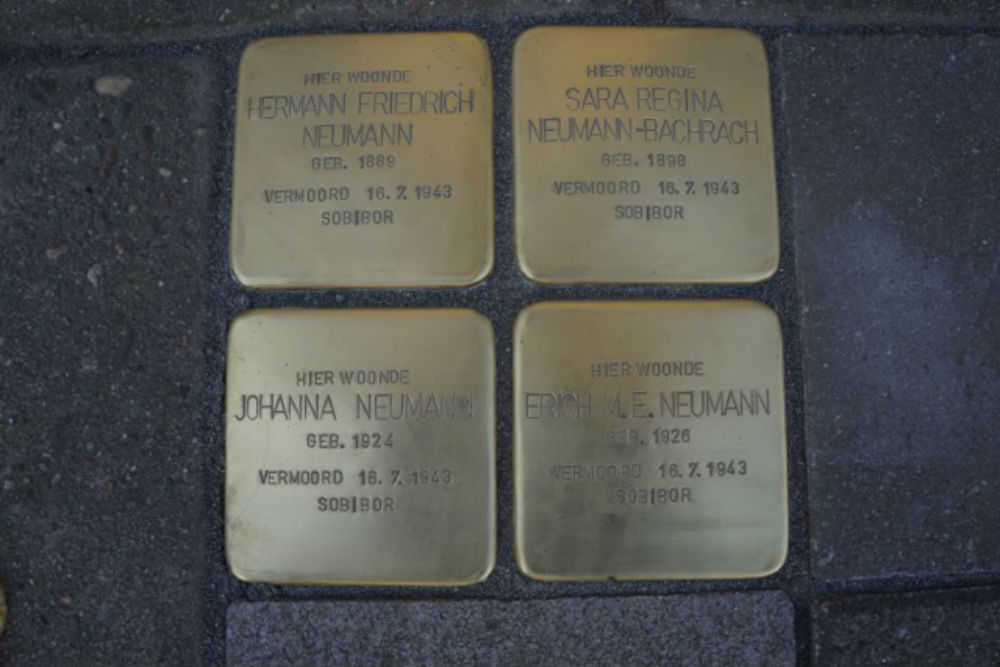 HIER WOONDE
HERMANN FRIEDRICH
NEUMANN
GEB. 1889
VERMOORD 16.7.1943
SOBIBOR
HIER WOONDE
SARA REGINA
NEUMANN-BACHRACH
GEB. 1898
VERMOORD 16.7.1943
SOBIBOR
HIER WOONDE
JOHANNA NEUMANN
GEB. 1924
VERMOORD 16.7.1943
SOBIBOR
HIER WOONDE
ERICH M.E. NEUMANN
GEB. 1926
VERMOORD 16.7.1943
SOBIBOR